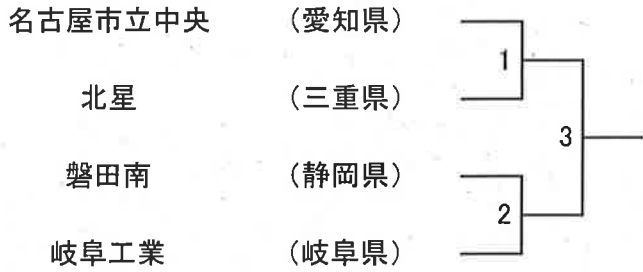 名古屋市立中央 (愛知県)
1
北星 (三重県)
3
磐田南 (静岡県)
2
岐阜工業 (岐阜県)